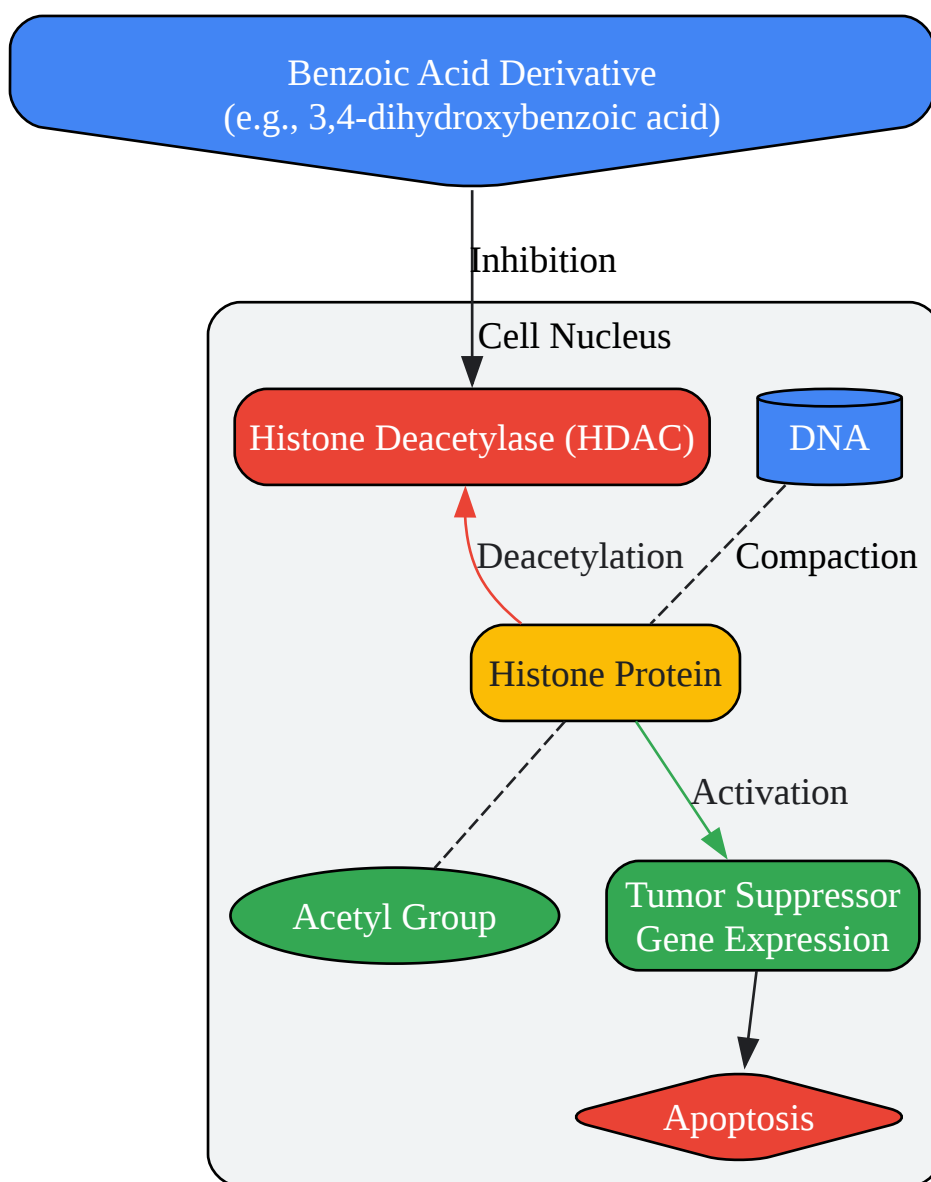 Benzoic Acid Derivative
(e.g., 3,4-dihydroxybenzoic acid)
Inhibition
Cell Nucleus
Histone Deacetylase (HDAC)
DNA
Deacetylation
Compaction
Histone Protein
Activation
Acetyl Group
Tumor Suppressor
Gene Expression
Apoptosis